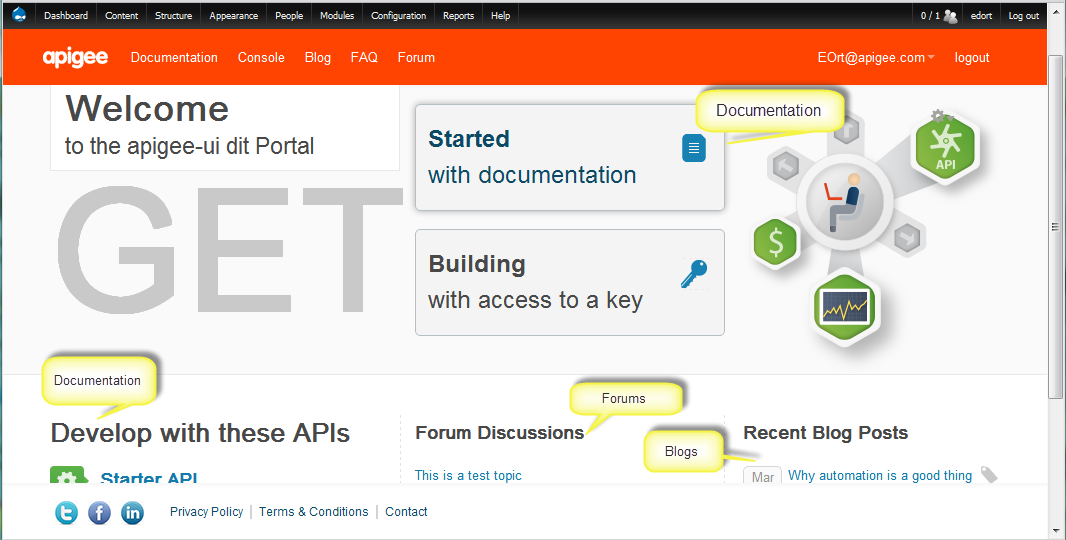 Dashboard Content Structure Appearance People Modules Configuration Reports Help 0 / 1 edort Log out
apigee Documentation Console Blog FAQ Forum EOrt@apigee.com logout
Welcome
to the apigee-ui dit Portal
GET
Started
with documentation
Documentation
API
$
Building
with access to a key
Documentation
Develop with these APIs
Starter API
Forums
Forum Discussions
This is a test topic
Blogs
Recent Blog Posts
Mar Why automation is a good thing
Privacy Policy | Terms & Conditions | Contact